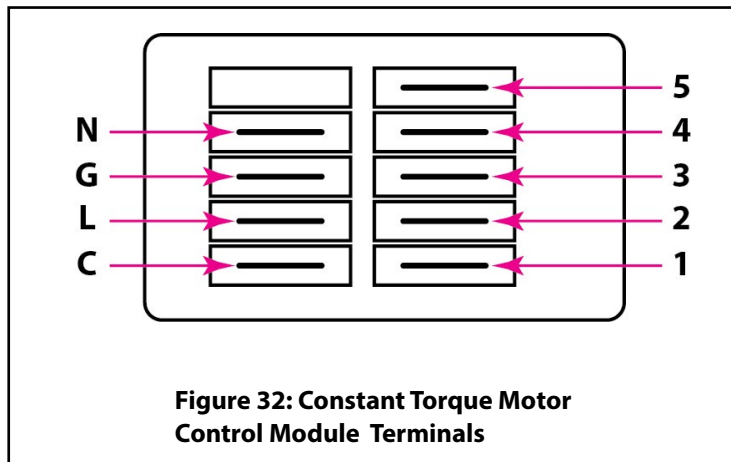 5
N 4
G 3
L 2
C 1
Figure 32: Constant Torque Motor
Control Module Terminals